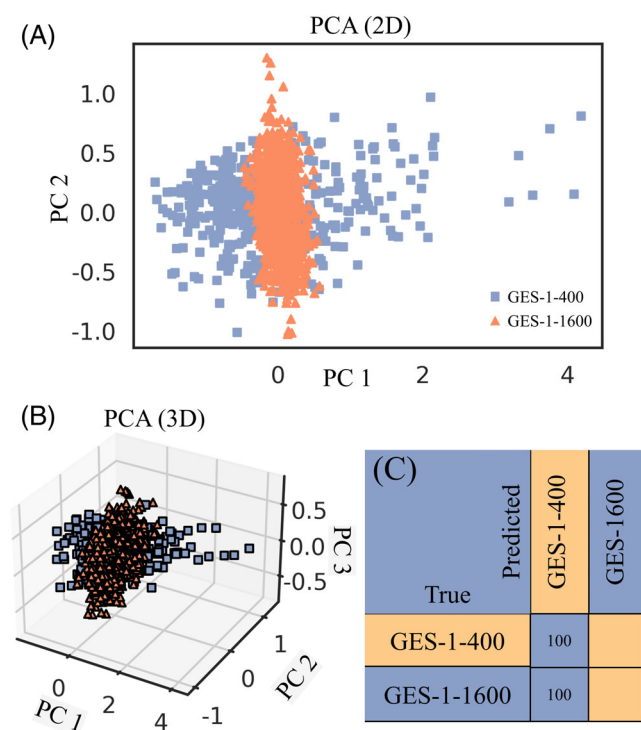 (A)
PCA (2D)
PC 2
1.0
0.5
0.0
-0.5
-1.0
GES-1-400
GES-1-1600
0
2
4
PC 1
(B)
PCA (3D)
0.5
0.0
-0.5
PC 3
1
0
-1
PC 2
0
2
4
PC 1
(C)
Predicted
GES-1-400
GES-1600
True
GES-1-400
100
GES-1-1600
100